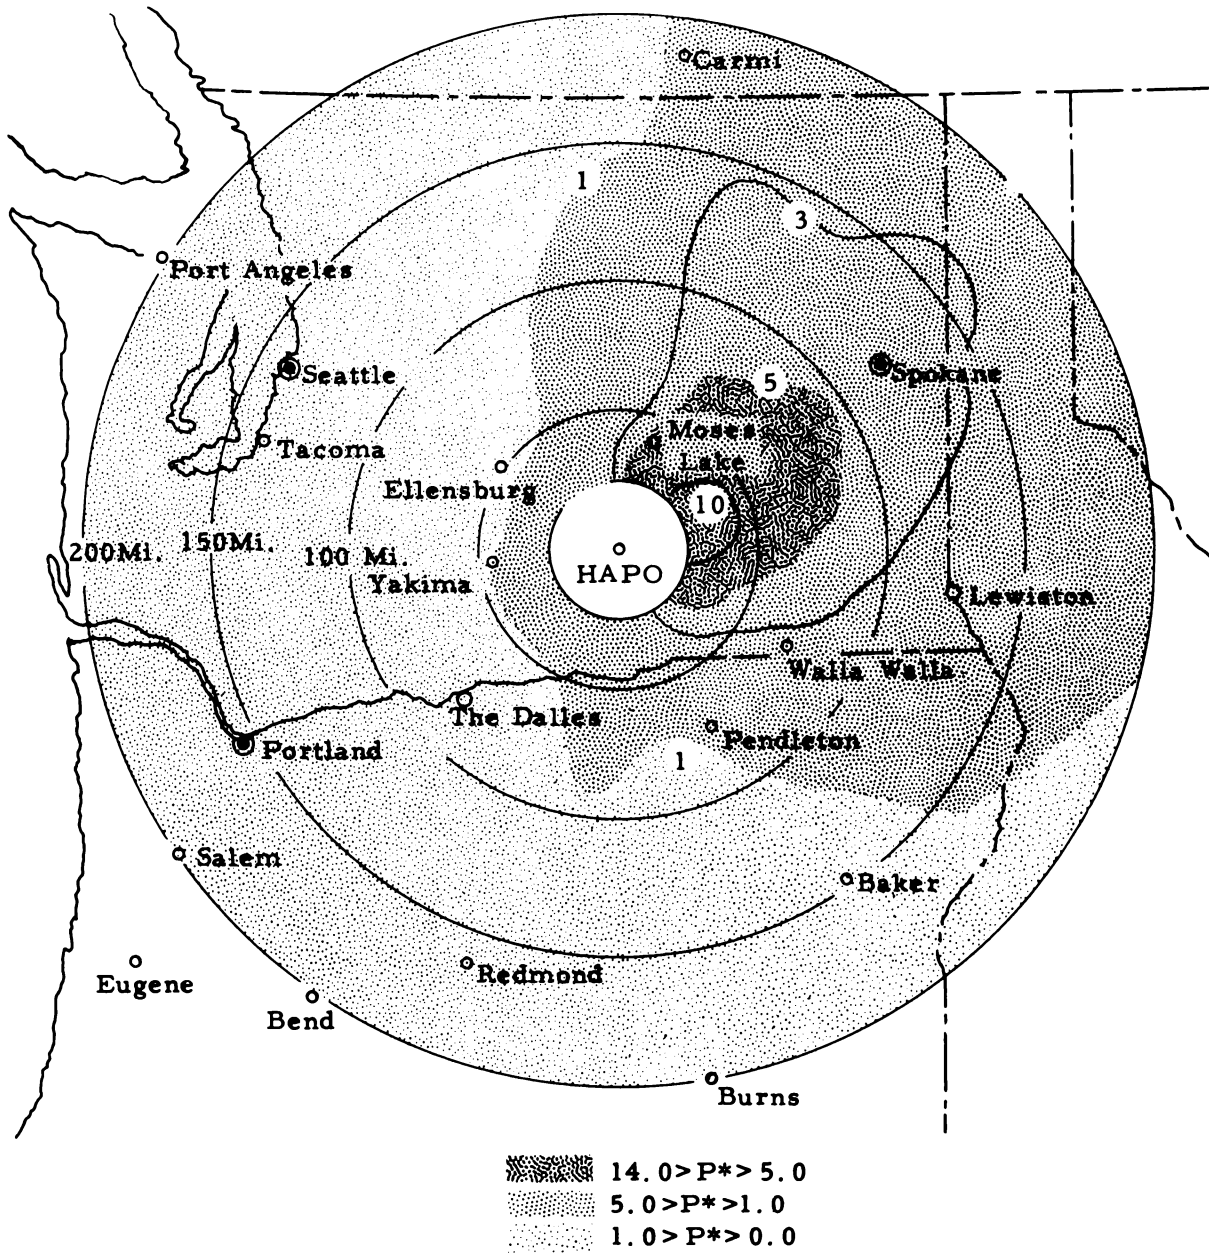 Carmi
1
3
Port Angeles
Seattle
5
Spokane
Moses
Lake
Tacoma
Ellensburg
10
200Mi.
150Mi.
100 Mi.
HAPO
Yakima
Lewiston
Walla Walla
The Dalles
Pendleton
Portland
1
Salem
Baker
Redmond
Eugene
Bend
Burns
14.0>P*>5.0
5.0>P*>1.0
1.0>P*>0.0